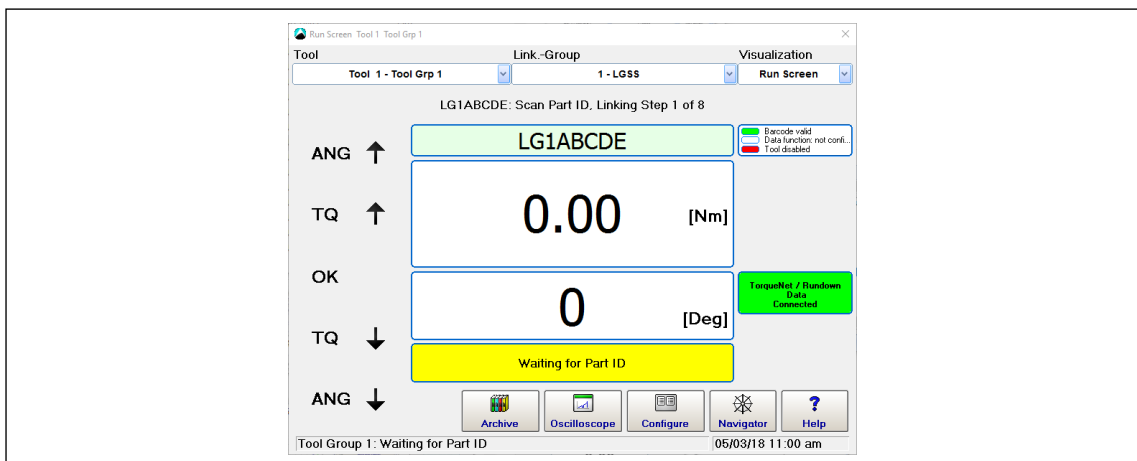 Run Screen Tool 1 Tool Grp 1
Tool Link.-Group Visualization
Tool 1 - Tool Grp 1 1 - LGSS Run Screen
LG1ABCDE: Scan Part ID, Linking Step 1 of 8
LG1ABCDE
Barcode valid
Data function: not confi...
Tool disabled
ANG ↑
TQ ↑
0.00 [Nm]
OK
0 [Deg]
TorqueNet / Rundown
Data
Connected
TQ ↓
Waiting for Part ID
ANG ↓
Archive Oscilloscope Configure Navigator Help
Tool Group 1: Waiting for Part ID 05/03/18 11:00 am